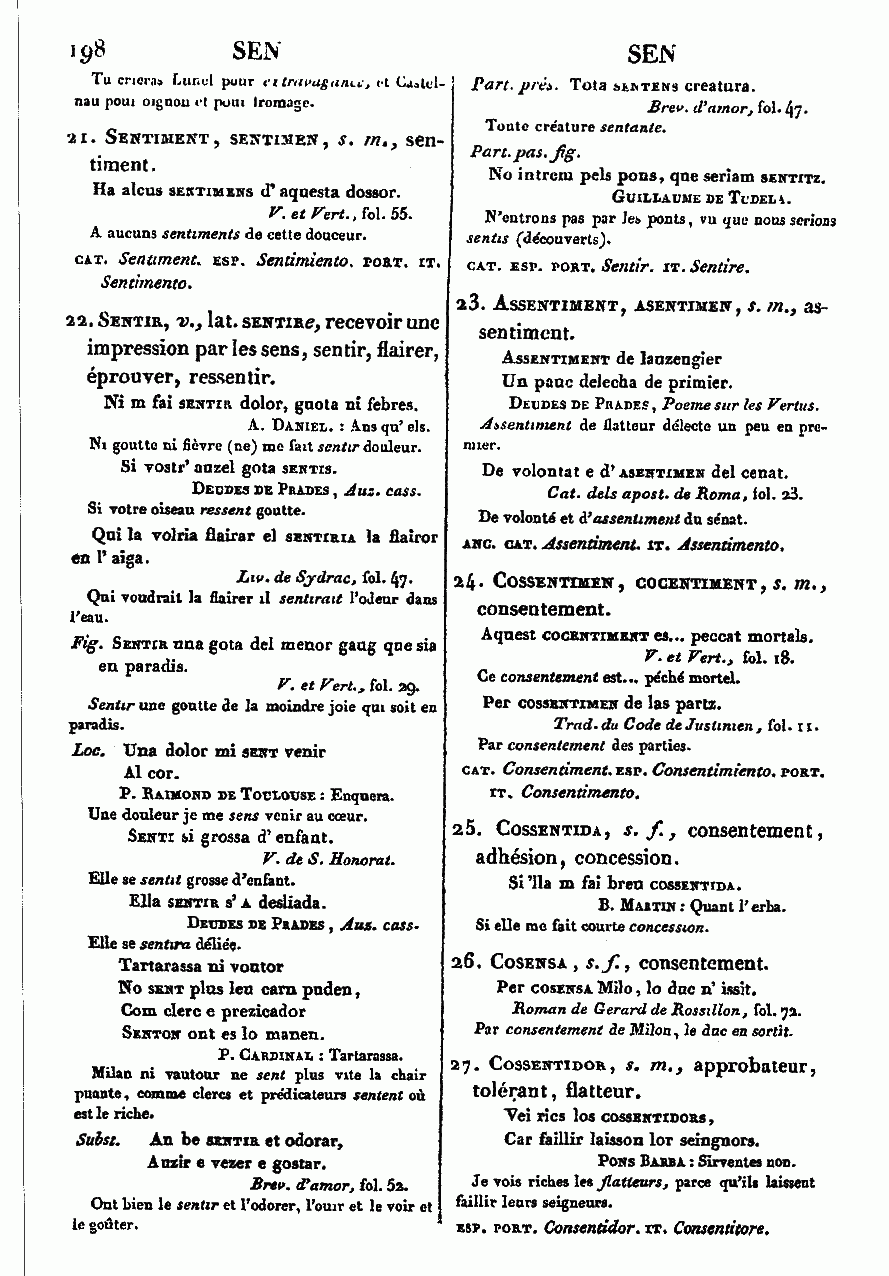 198 SEN SEN
Tu crieras Lunel pour extravagance, et Castel-
nau pour oignon et pour fromage.
21. SENTIMENT, SENTIMEN, s. m., sen-
timent.
Ha alcus SENTIMENS d'aquesta dossor.
V. et Vert., fol. 55.
A aucuns sentiments de cette douceur.
CAT. Sentiment. ESP. Sentimiento. PORT. IT.
Sentimento.
22. SENTIR, v., lat. SENTIRe, recevoir une
impression par les sens, sentir, flairer,
éprouver, ressentir.
Ni m fai SENTIR dolor, guota ni febres.
A. DANIEL. : Ans qu'els.
Ni goutte ni fièvre (ne) me fait sentir douleur.
Si vostr' auzel gota SENTIS.
DEUDES DE PRADES, Auz. cass.
Si votre oiseau ressent goutte.
Qui la volria flairar el SENTIRIA la flairor
en l'aiga.
Liv. de Sydrac, fol. 47.
Qui voudrait la flairer il sentirait l'odeur dans
l'eau.
Fig. SENTIR una gota del menor gaug que sia
en paradis.
V. et Vert., fol. 29.
Sentir une goutte de la moindre joie qui soit en
paradis.
Loc. Una dolor mi SENT venir
Al cor.
P. RAIMOND DE TOULOUSE : Enquera.
Une douleur je me sens venir au cœur.
SENTI si grossa d'enfant.
V. de S. Honorat.
Elle se sentit grosse d'enfant.
Ella SENTIR S'A desliada.
DEUDES DE PRADES, Auz. cass.
Elle se sentira déliée.
Tartarassa ni voutor
No SENT plus leu carn puden,
Com clerc e prezicador
SENTON ont es lo manen.
P. CARDINAL : Tartarassa.
Milan ni vautour ne sent plus vite la chair
puante, comme clercs et prédicateurs sentent où
est le riche.
Subst. An be SENTIR et odorar,
Auzir e vezer e gostar.
Brev. d'amor, fol. 52.
Ont bien le sentir et l'odorer, l'ouir et le voir et
le goûter.
Part. prés. Tota SENTENS creatura.
Brev. d'amor, fol. 47.
Toute créature sentante.
Part. pas. fig.
No intrem pels pons, que seriam SENTITZ.
GUILLAUME DE TUDELA.
N'entrons pas par les ponts, vu que nous serions
sentis (découverts).
CAT. ESP. PORT. Sentir. IT. Sentire.
23. ASSENTIMENT, ASENTIMEN, s. m., as-
sentiment.
ASSENTIMENT de lauzengier
Un pauc delecha de primier.
DEUDES DE PRADES, Poeme sur les Vertus.
Assentiment de flatteur délecte un peu en pre-
mier.
De volontat e d'ASENTIMEN del cenat.
Cat. dels apost. de Roma, fol. 23.
De volonté et d'assentiment du sénat.
ANC. CAT. Assentiment. IT. Assentimento.
24. COSSENTIMEN, COCENTIMENT, s. m.,
consentement.
Aquest COCENTIMENT es... peccat mortals.
V. et Vert., fol. 18.
Ce consentement est... péché mortel.
Per COSSENTIMEN de las partz.
Trad. du Code de Justinien, fol. 11.
Par consentement des parties.
CAT. Consentiment. ESP. Consentimiento. PORT.
IT. Consentimento.
25. COSSENTIDA, s. f., consentement,
adhésion, concession.
Si 'lla m fai breu COSSENTIDA.
B. MARTIN : Quant l'erba.
Si elle me fait courte concession.
26. COSENSA, s. f., consentement.
Per COSENSA Milo, lo duc n'issit.
Roman de Gerard de Rossillon, fol. 72.
Par consentement de Milon, le duc en sortit.
27. COSSENTIDOR, s. m., approbateur,
tolérant, flatteur.
Vei rics los COSSENTIDORS,
Car faillir laisson lor seingnors.
PONS BARBA : Sirventes non.
Je vois riches les flatteurs, parce qu'ils laissent
faillir leurs seigneurs.
ESP. PORT. Consentidor. IT. Consentitore.